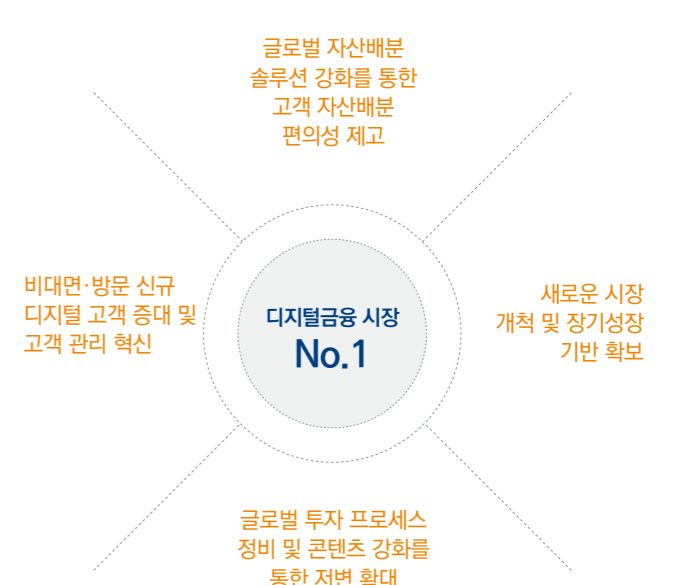 글로벌 자산배분
솔루션 강화를 통한
고객 자산배분
편의성 제고
비대면·방문 신규
디지털 고객 증대 및
고객 관리 혁신
디지털금융 시장
No.1
새로운 시장
개척 및 장기성장
기반 확보
글로벌 투자 프로세스
정비 및 콘텐츠 강화를
통한 저변 확대